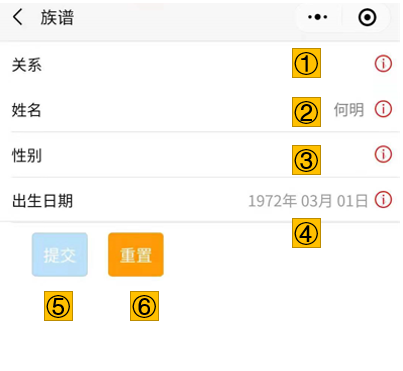 族谱
关系 ①
姓名 ② 何明
性别 ③
出生日期 1972年 03月 01日
④
提交 重置
⑤ ⑥